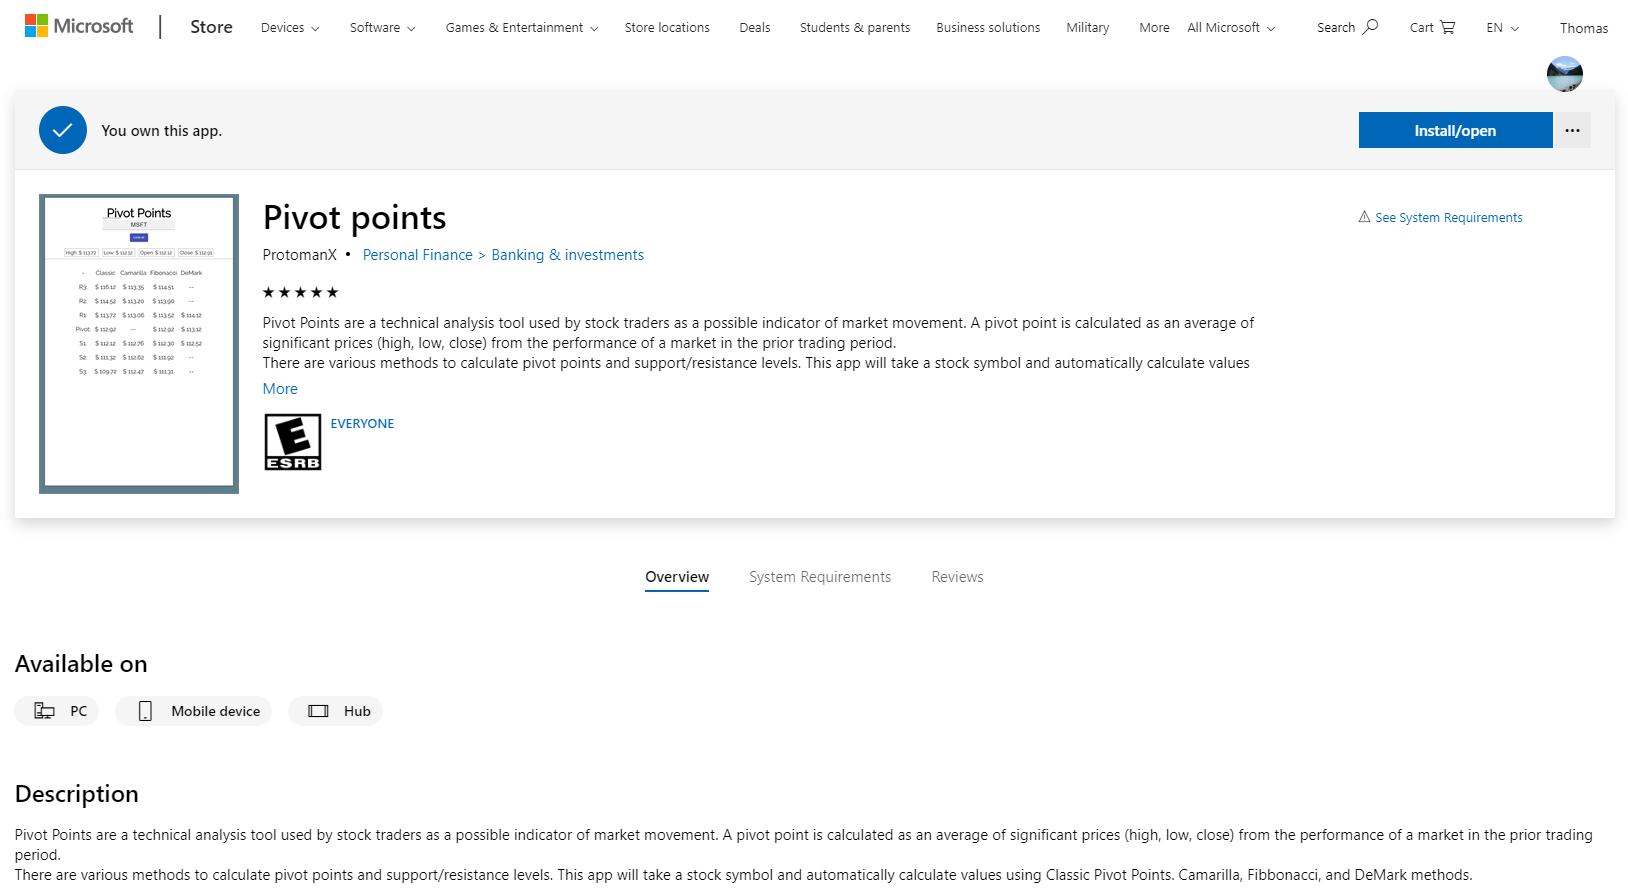 Microsoft Store Devices Software Games & Entertainment Store locations Deals Students & parents Business solutions Military More All Microsoft Search Cart EN Thomas
You own this app.
Install/open
Pivot Points
MSFT
High: $ 113.72 Low: $ 112.12 Open: $ 112.12 Close: $ 112.91
- Classic Camarilla Fibonacci DeMark
R3: $ 116.12 $ 113.35 $ 114.51 --
R2: $ 114.52 $ 113.20 $ 113.90 --
R1: $ 113.72 $ 113.06 $ 113.52 $ 114.12
Pivot: $ 112.92 -- $ 112.92 $ 113.12
S1: $ 112.12 $ 112.76 $ 112.30 $ 112.52
S2: $ 111.32 $ 112.62 $ 111.92 --
S3: $ 109.72 $ 112.47 $ 111.31 --
Pivot points
ProtomanX • Personal Finance > Banking & investments
Pivot Points are a technical analysis tool used by stock traders as a possible indicator of market movement. A pivot point is calculated as an average of
significant prices (high, low, close) from the performance of a market in the prior trading period.
There are various methods to calculate pivot points and support/resistance levels. This app will take a stock symbol and automatically calculate values
More
E
ESRB
EVERYONE
See System Requirements
Overview System Requirements Reviews
Available on
PC Mobile device Hub
Description
Pivot Points are a technical analysis tool used by stock traders as a possible indicator of market movement. A pivot point is calculated as an average of significant prices (high, low, close) from the performance of a market in the prior trading
period.
There are various methods to calculate pivot points and support/resistance levels. This app will take a stock symbol and automatically calculate values using Classic Pivot Points. Camarilla, Fibbonacci, and DeMark methods.